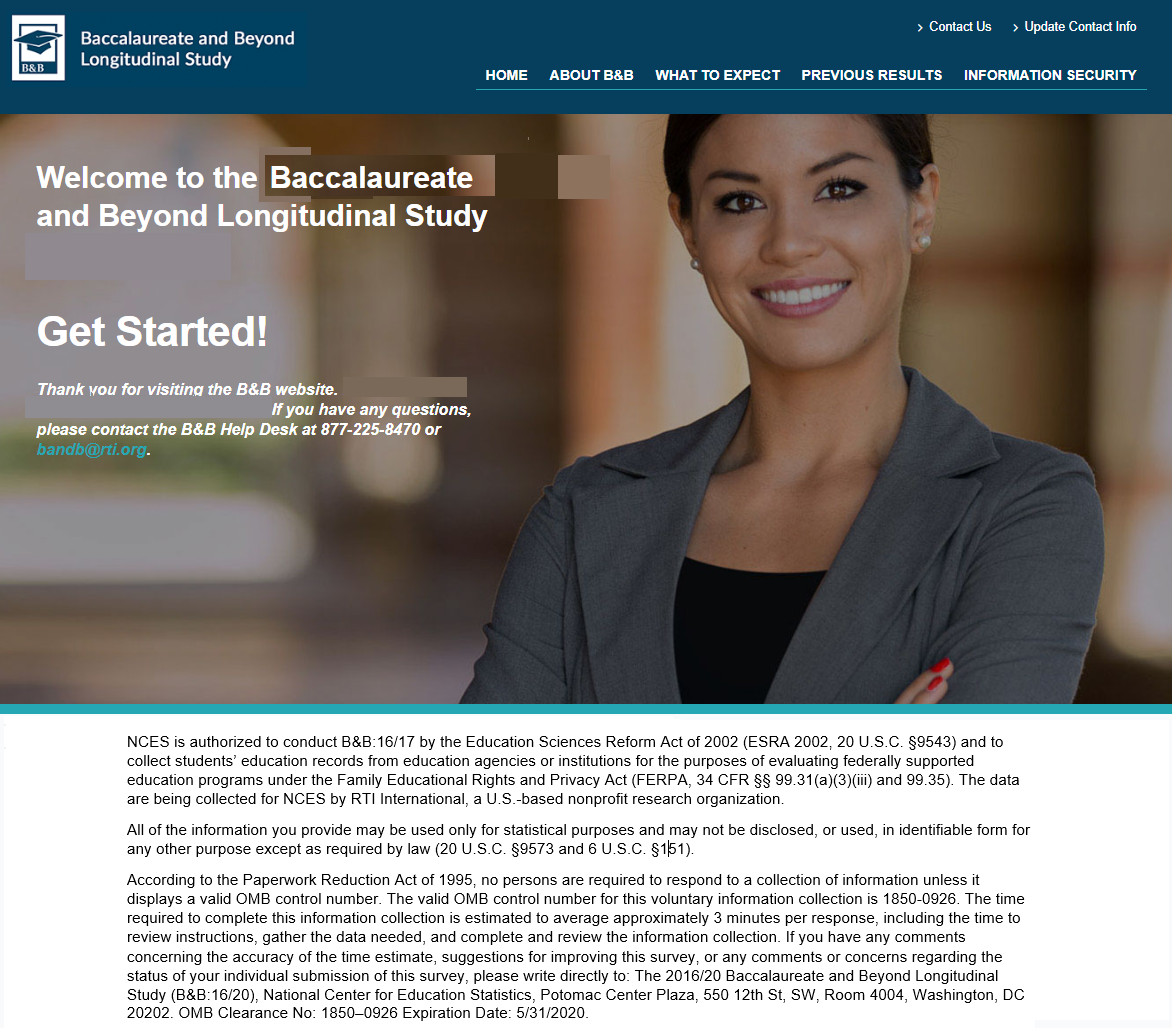 B&B
Baccalaureate and Beyond
Longitudinal Study
Contact Us
Update Contact Info
HOME
ABOUT B&B
WHAT TO EXPECT
PREVIOUS RESULTS
INFORMATION SECURITY
Welcome to the Baccalaureate
and Beyond Longitudinal Study
Get Started!
Thank you for visiting the B&B website.
If you have any questions,
please contact the B&B Help Desk at 877-225-8470 or
bandb@rti.org.
NCES is authorized to conduct B&B:16/17 by the Education Sciences Reform Act of 2002 (ESRA 2002, 20 U.S.C. §9543) and to
collect students’ education records from education agencies or institutions for the purposes of evaluating federally supported
education programs under the Family Educational Rights and Privacy Act (FERPA, 34 CFR §§ 99.31(a)(3)(iii) and 99.35). The data
are being collected for NCES by RTI International, a U.S.-based nonprofit research organization.
All of the information you provide may be used only for statistical purposes and may not be disclosed, or used, in identifiable form for
any other purpose except as required by law (20 U.S.C. §9573 and 6 U.S.C. §151).
According to the Paperwork Reduction Act of 1995, no persons are required to respond to a collection of information unless it
displays a valid OMB control number. The valid OMB control number for this voluntary information collection is 1850-0926. The time
required to complete this information collection is estimated to average approximately 3 minutes per response, including the time to
review instructions, gather the data needed, and complete and review the information collection. If you have any comments
concerning the accuracy of the time estimate, suggestions for improving this survey, or any comments or concerns regarding the
status of your individual submission of this survey, please write directly to: The 2016/20 Baccalaureate and Beyond Longitudinal
Study (B&B:16/20), National Center for Education Statistics, Potomac Center Plaza, 550 12th St, SW, Room 4004, Washington, DC
20202. OMB Clearance No: 1850–0926 Expiration Date: 5/31/2020.